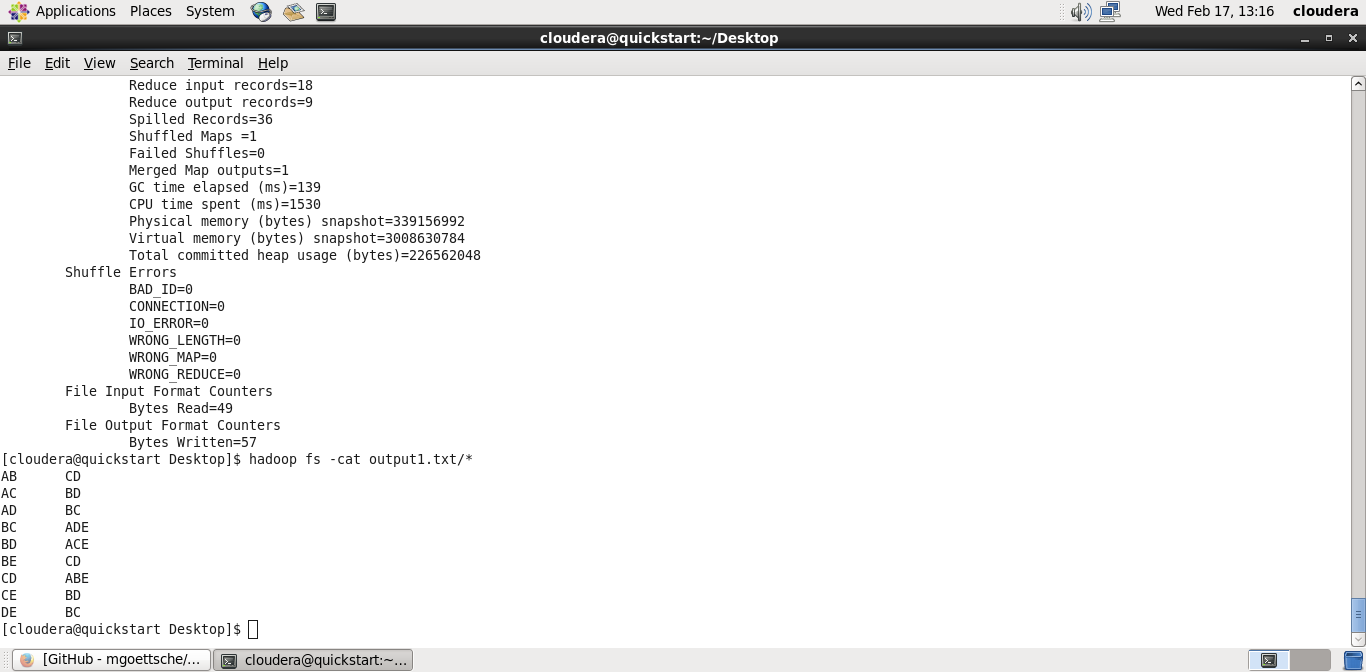 Applications Places System Wed Feb 17, 13:16 cloudera
cloudera@quickstart:~/Desktop
File Edit View Search Terminal Help
Reduce input records=18
Reduce output records=9
Spilled Records=36
Shuffled Maps =1
Failed Shuffles=0
Merged Map outputs=1
GC time elapsed (ms)=139
CPU time spent (ms)=1530
Physical memory (bytes) snapshot=339156992
Virtual memory (bytes) snapshot=3008630784
Total committed heap usage (bytes)=226562048
Shuffle Errors
BAD_ID=0
CONNECTION=0
IO_ERROR=0
WRONG_LENGTH=0
WRONG_MAP=0
WRONG_REDUCE=0
File Input Format Counters
Bytes Read=49
File Output Format Counters
Bytes Written=57
[cloudera@quickstart Desktop]$ hadoop fs -cat output1.txt/*
AB CD
AC BD
AD BC
BC ADE
BD ACE
BE CD
CD ABE
CE BD
DE BC
[cloudera@quickstart Desktop]$
[GitHub - mgoettsche/... cloudera@quickstart:~...